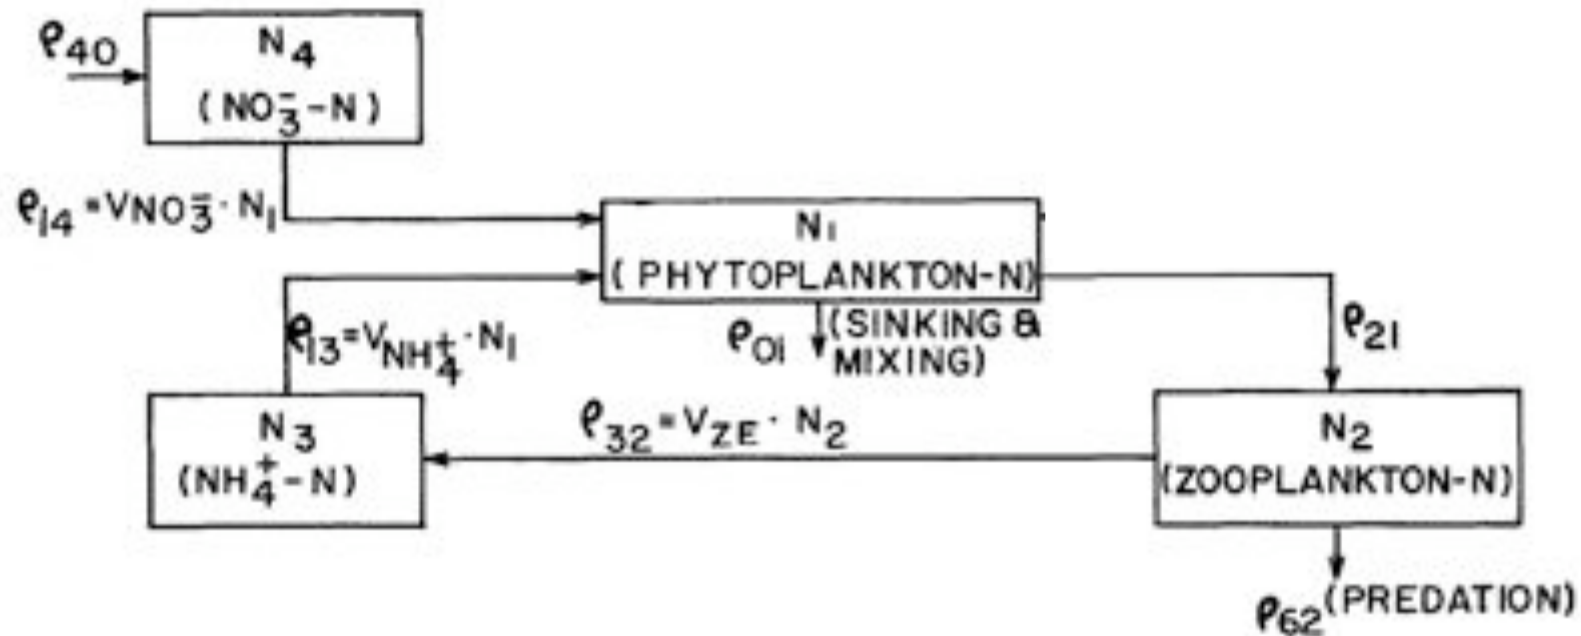 ρ40
N4
(NO3⁻-N)
ρ14 = VNO3⁻ · N1
N1
(PHYTOPLANKTON-N)
ρ13 = VNH4⁺ · N1
ρ01
(SINKING &
MIXING)
ρ21
N3
(NH4⁺-N)
ρ32 = VZE · N2
N2
(ZOOPLANKTON-N)
ρ62 (PREDATION)